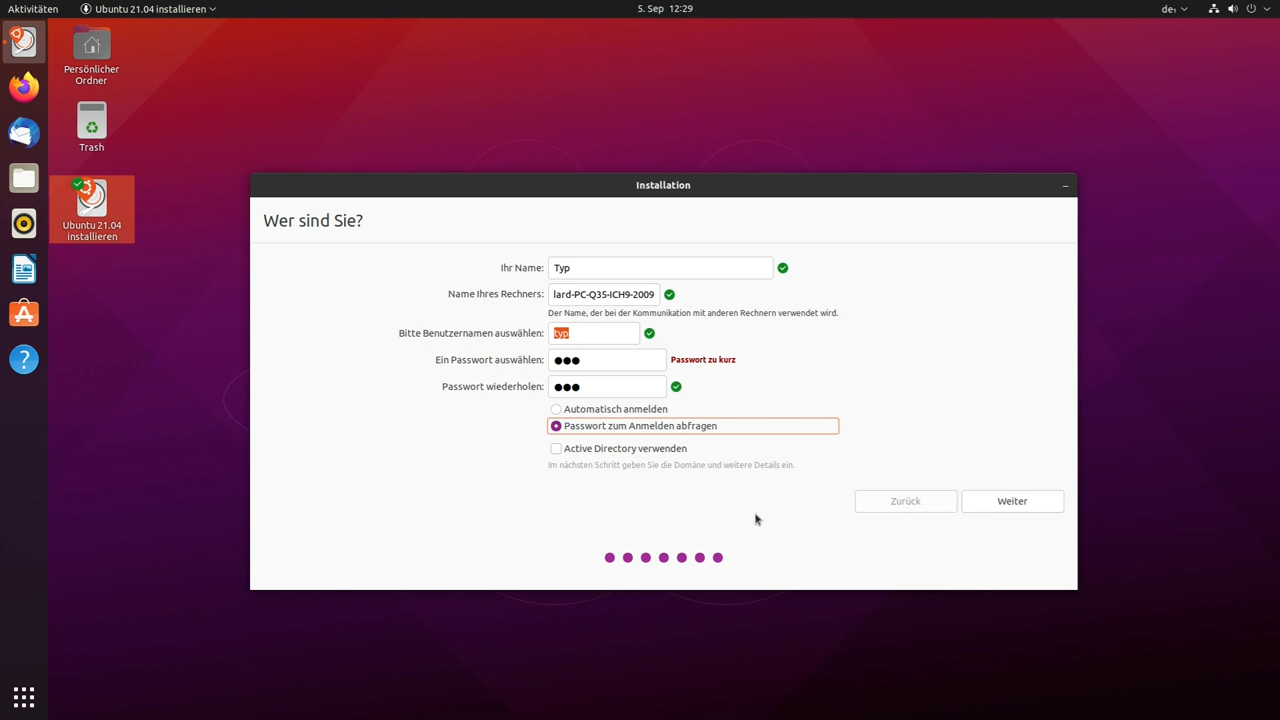 Aktivitäten
Ubuntu 21.04 installieren
5. Sep 12:29
de₁
Persönlicher
Ordner
Trash
Ubuntu 21.04
installieren
Installation
Wer sind Sie?
Ihr Name: Typ
Name Ihres Rechners: lard-PC-Q35-ICH9-2009
Der Name, der bei der Kommunikation mit anderen Rechnern verwendet wird.
Bitte Benutzernamen auswählen: typ
Ein Passwort auswählen: ●●● Passwort zu kurz
Passwort wiederholen: ●●●
Automatisch anmelden
Passwort zum Anmelden abfragen
Active Directory verwenden
Im nächsten Schritt geben Sie die Domäne und weitere Details ein.
Zurück
Weiter